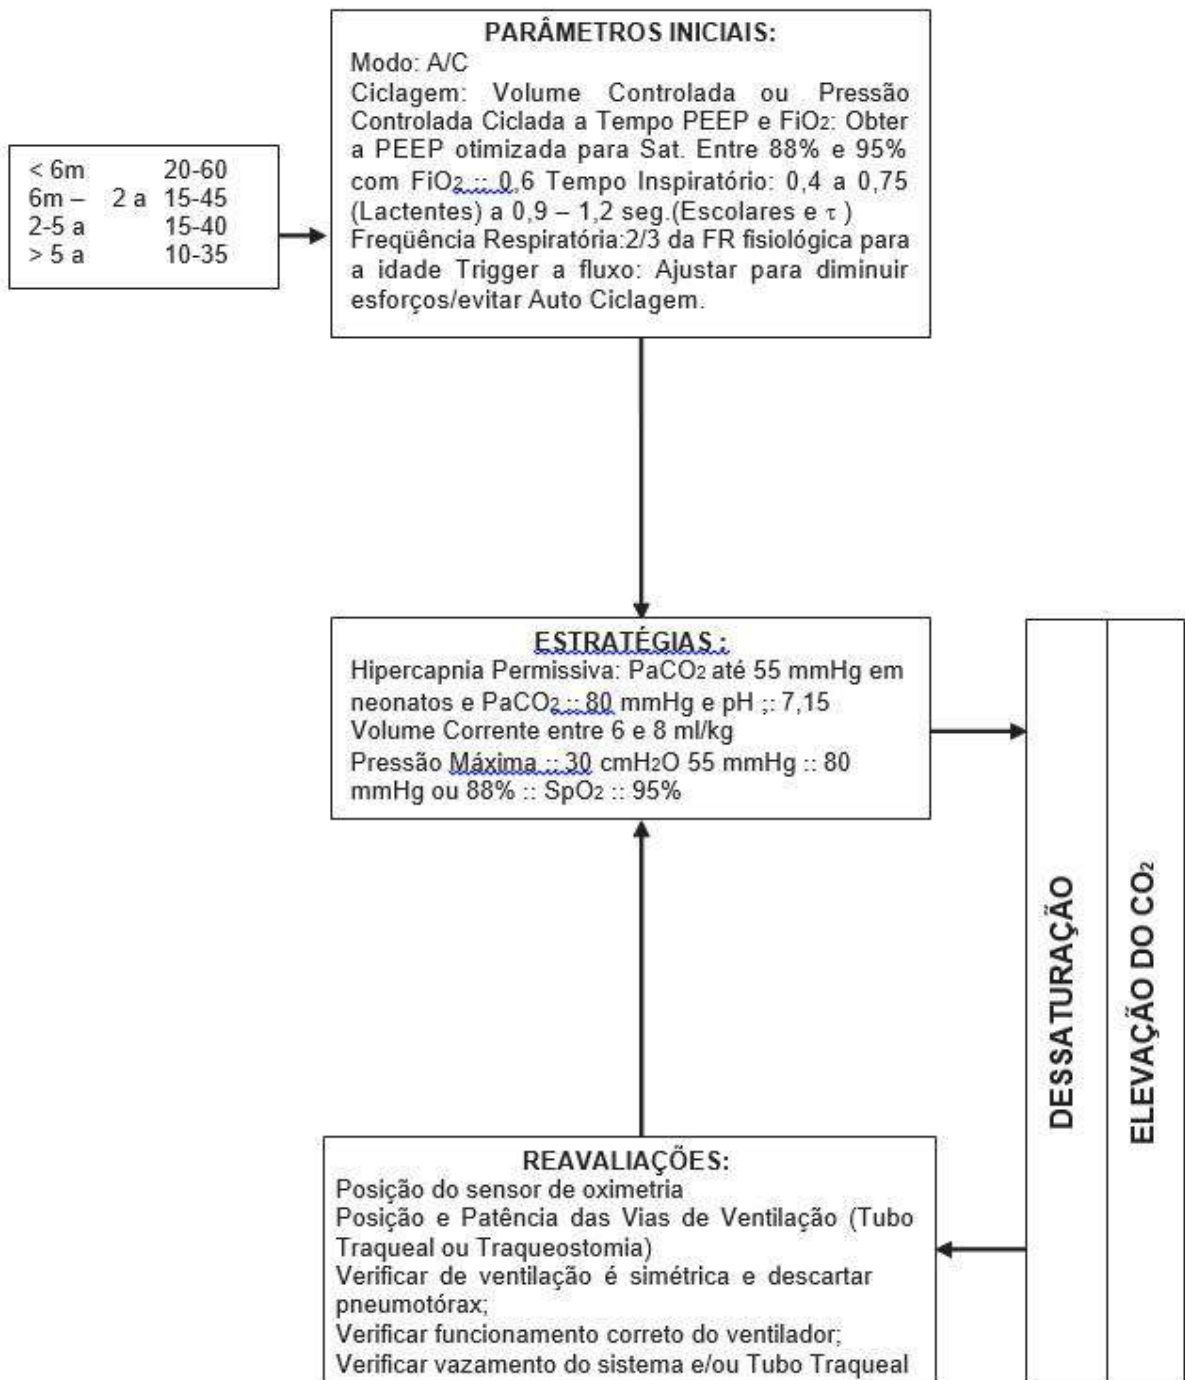 PARÂMETROS INICIAIS:
Modo: A/C
Ciclagem: Volume Controlada ou Pressão
Controlada Ciclada a Tempo PEEP e FiO2: Obter
a PEEP otimizada para Sat. Entre 88% e 95%
com FiO2 :: 0,6 Tempo Inspiratório: 0,4 a 0,75
(Lactentes) a 0,9 – 1,2 seg.(Escolares e τ )
Freqüência Respiratória:2/3 da FR fisiológica para
a idade Trigger a fluxo: Ajustar para diminuir
esforços/evitar Auto Ciclagem.
< 6m 20-60
6m – 2 a 15-45
2-5 a 15-40
> 5 a 10-35
ESTRATÉGIAS :
Hipercapnia Permissiva: PaCO2 até 55 mmHg em
neonatos e PaCO2 :: 80 mmHg e pH ;: 7,15
Volume Corrente entre 6 e 8 ml/kg
Pressão Máxima :: 30 cmH2O 55 mmHg :: 80
mmHg ou 88% :: SpO2 :: 95%
DESSATURAÇÃO
ELEVAÇÃO DO CO2
REAVALIAÇÕES:
Posição do sensor de oximetria
Posição e Patência das Vias de Ventilação (Tubo
Traqueal ou Traqueostomia)
Verificar de ventilação é simétrica e descartar
pneumotórax;
Verificar funcionamento correto do ventilador;
Verificar vazamento do sistema e/ou Tubo Traqueal